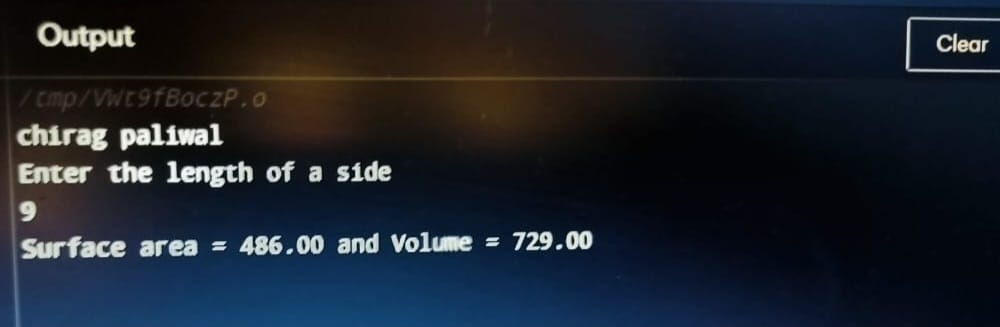 Output
Clear
/tmp/VWt9fBoczP.o
chirag paliwal
Enter the length of a side
9
Surface area = 486.00 and Volume = 729.00